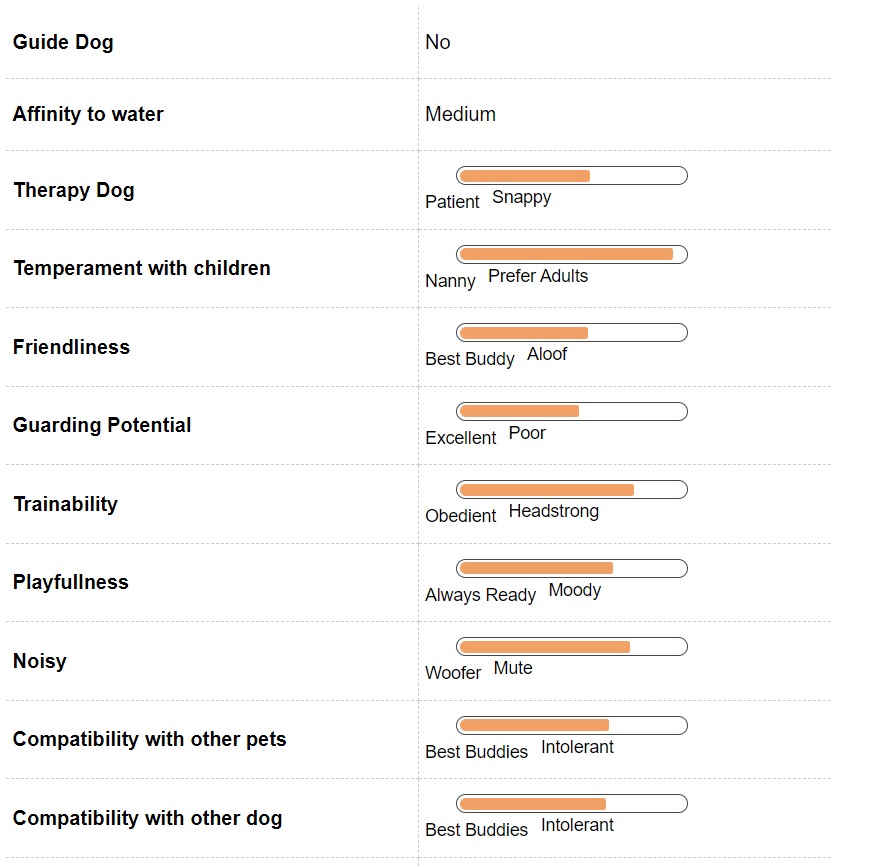 Guide Dog
No
Affinity to water
Medium
Therapy Dog
Patient Snappy
Temperament with children
Nanny Prefer Adults
Friendliness
Best Buddy Aloof
Guarding Potential
Excellent Poor
Trainability
Obedient Headstrong
Playfullness
Always Ready Moody
Noisy
Woofer Mute
Compatibility with other pets
Best Buddies Intolerant
Compatibility with other dog
Best Buddies Intolerant